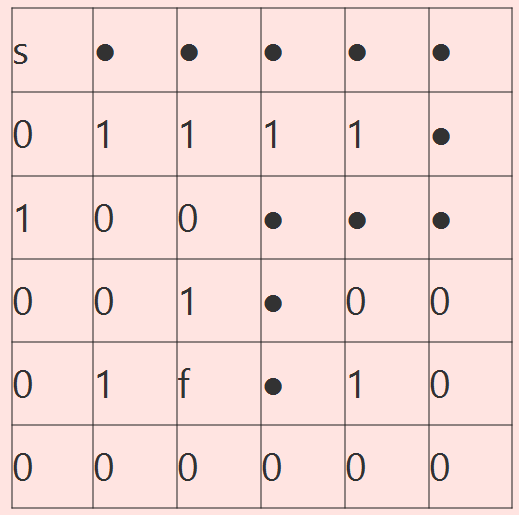 s ● ● ● ● ●
0 1 1 1 1 ●
1 0 0 ● ● ●
0 0 1 ● 0 0
0 1 f ● 1 0
0 0 0 0 0 0